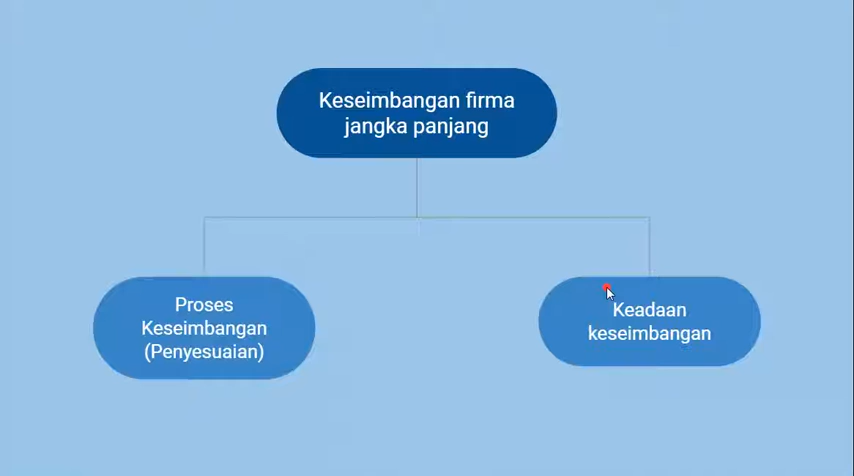 Keseimbangan firma
jangka panjang
Proses
Keseimbangan
(Penyesuaian)
Keadaan
keseimbangan